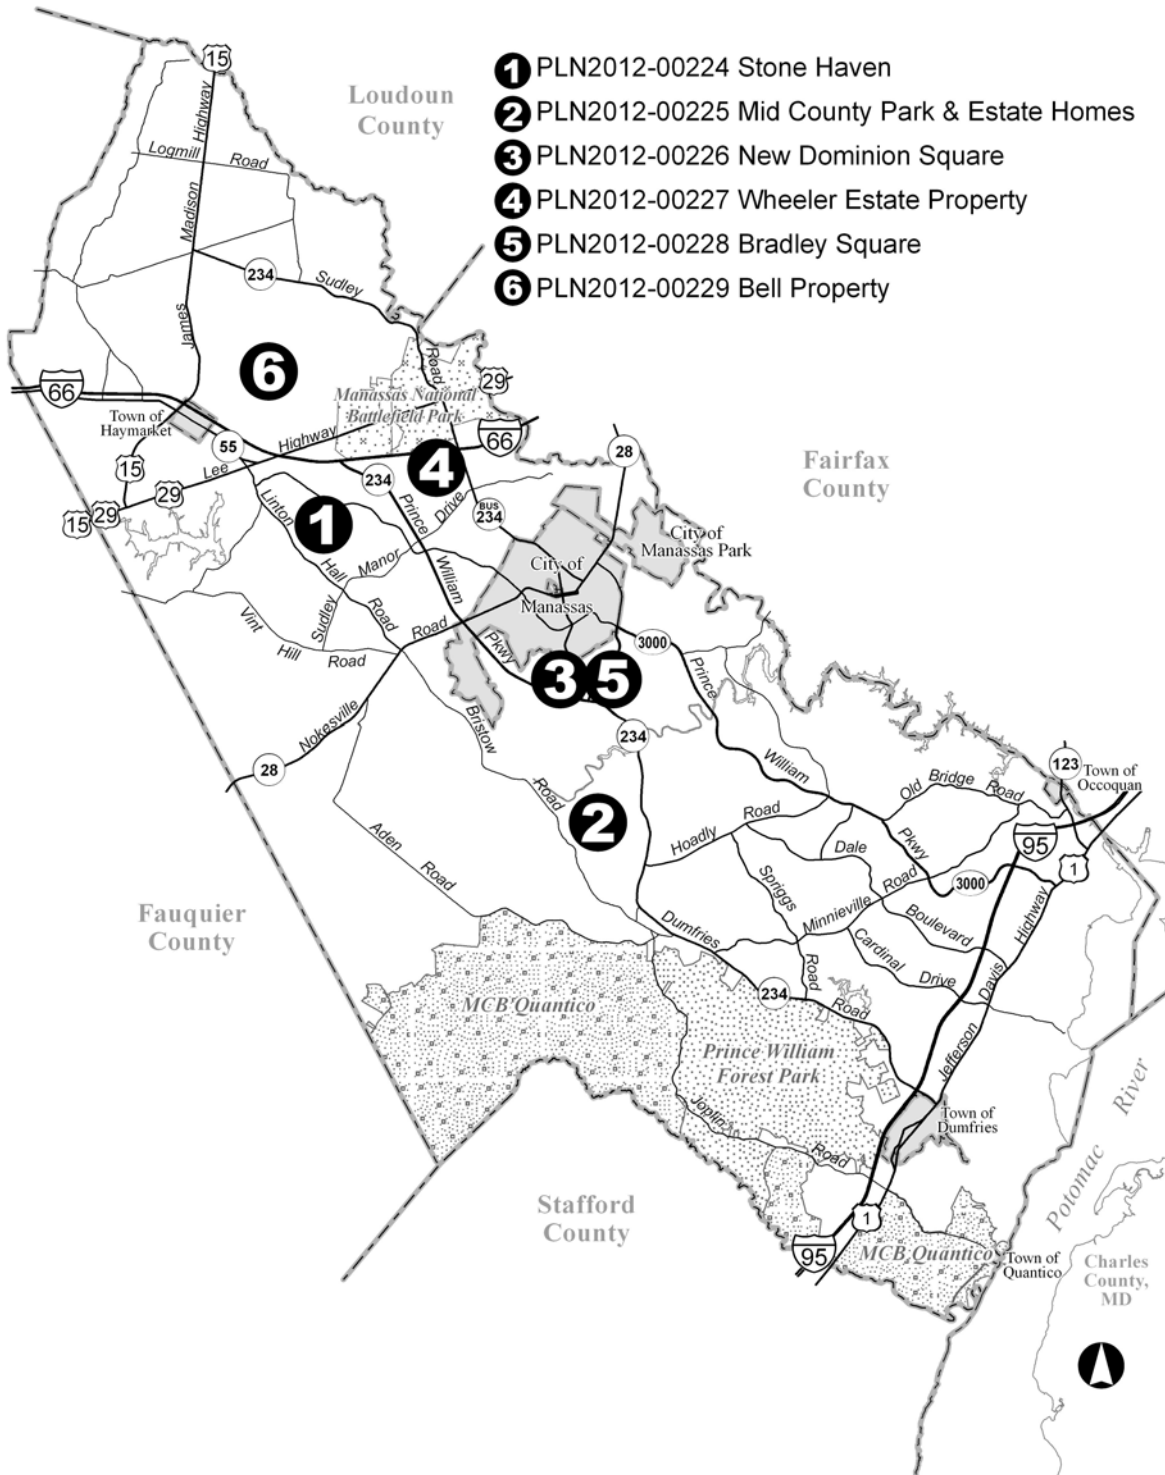 1 PLN2012-00224 Stone Haven
2 PLN2012-00225 Mid County Park & Estate Homes
3 PLN2012-00226 New Dominion Square
4 PLN2012-00227 Wheeler Estate Property
5 PLN2012-00228 Bradley Square
6 PLN2012-00229 Bell Property
15
Loudoun
County
Highway
Logmill Road
Madison
234
Sudley
James
Road
6
66
29
Manassas National
Battlefield Park
Town of
Haymarket
55
Highway
66
28
Fairfax
County
15
Lee
234
4
29
29
15
Linton
1
Prince
Drive
BUS
234
City of
Manassas Park
Hall
Manor
City of
William
Sudley
Road
Road
Manassas
Vint
Hill
Road
3000
Pkwy
3
5
Prince
Nokesville
Bristow
234
28
William
123
Town of
Occoquan
Old Bridge Road
Road
2
Hoadly Road
95
Aden
Road
Dale
Pkwy
1
Spriggs
Road
3000
Fauquier
County
Minnieville
Highway
Dumfries
Boulevard
Cardinal
Drive
Davis
Road
MCB Quantico
234
Road
Jefferson
Prince William
Forest Park
River
Joplin
Town of
Dumfries
Road
Potomac
Stafford
County
1
95
MCB Quantico
Town of
Quantico
Charles
County,
MD